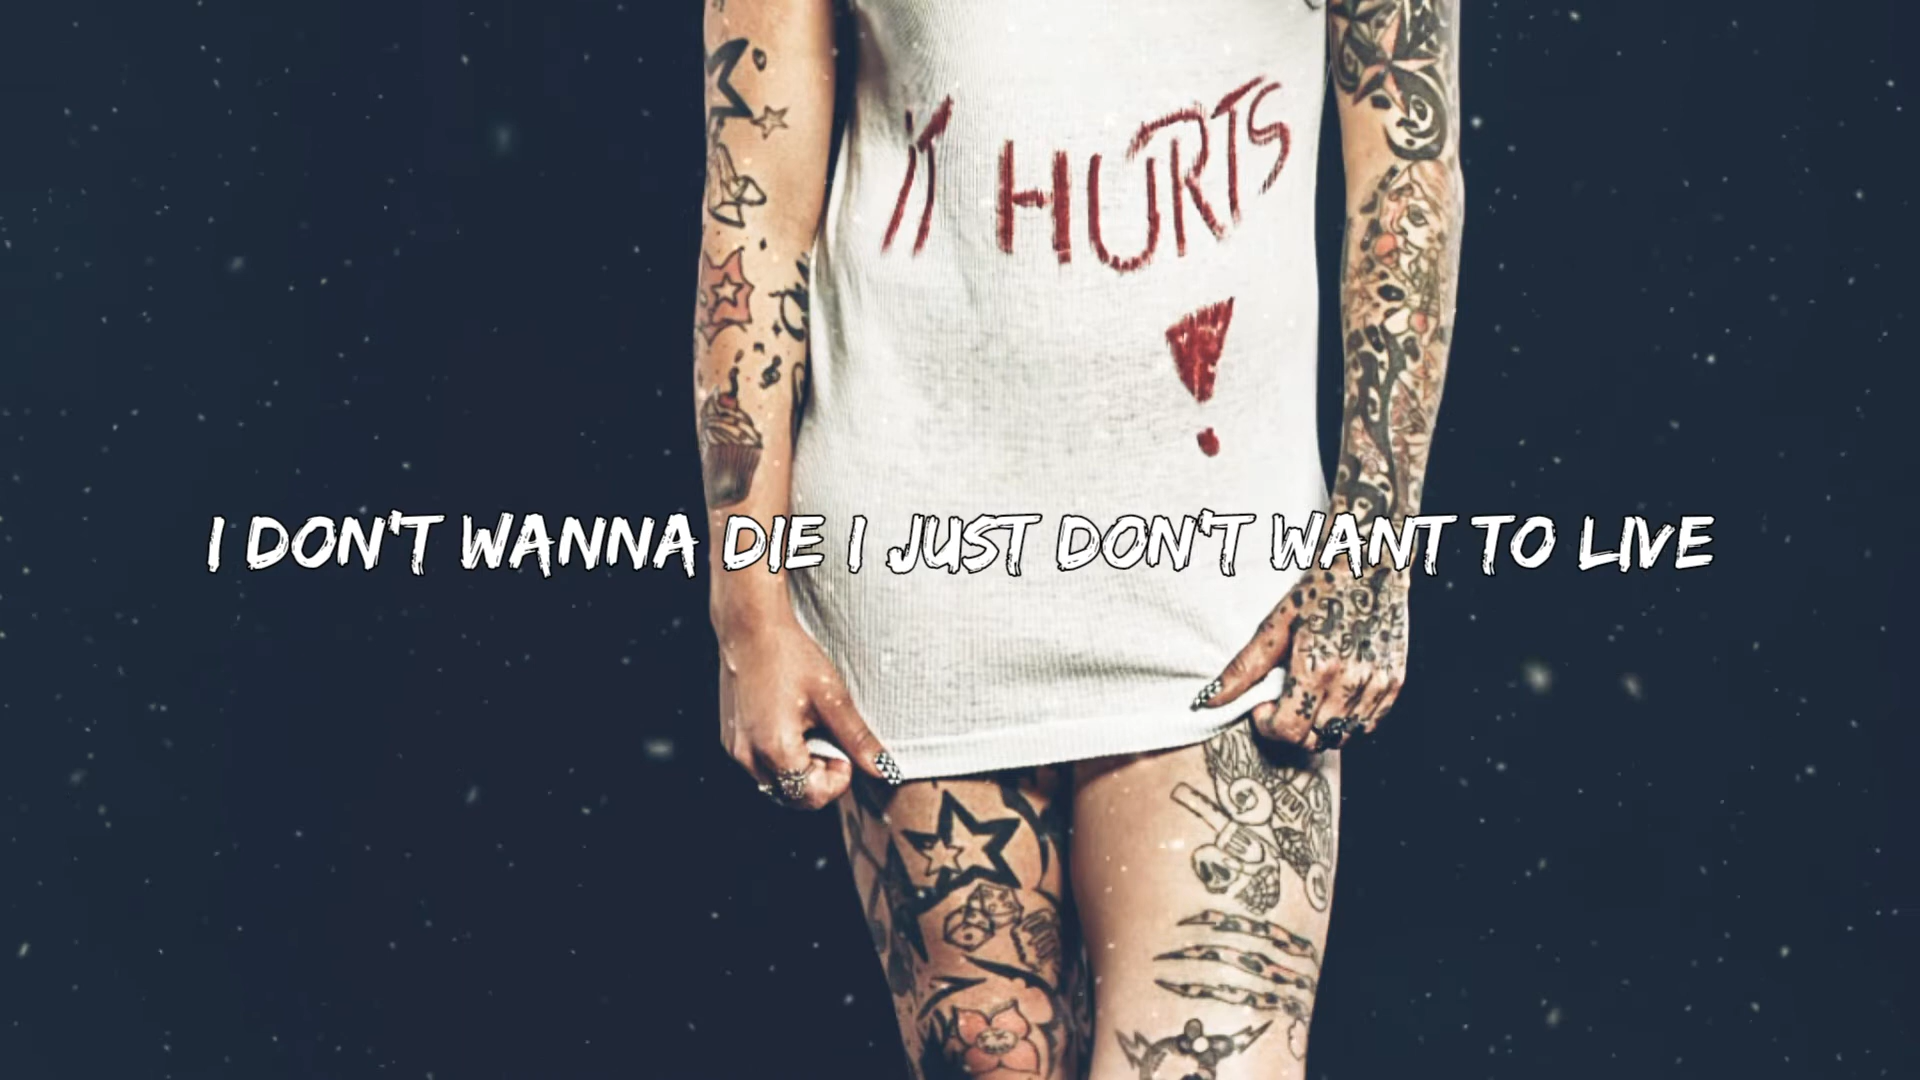 IT HURTS
!
I DON'T WANNA DIE I JUST DON'T WANT TO LIVE